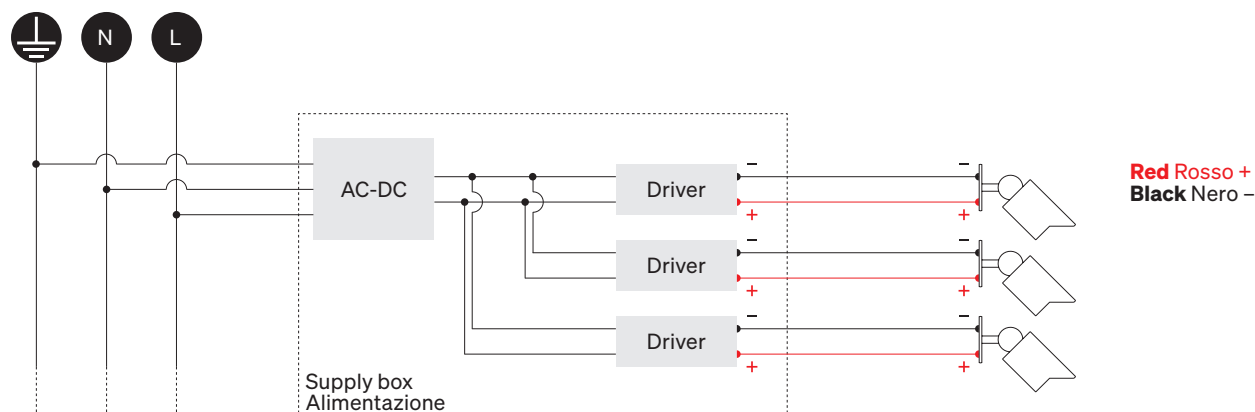 N
L
AC-DC
Driver
− −
+ +
Driver
− −
+ +
Driver
− −
+ +
Supply box
Alimentazione
Red Rosso +
Black Nero –